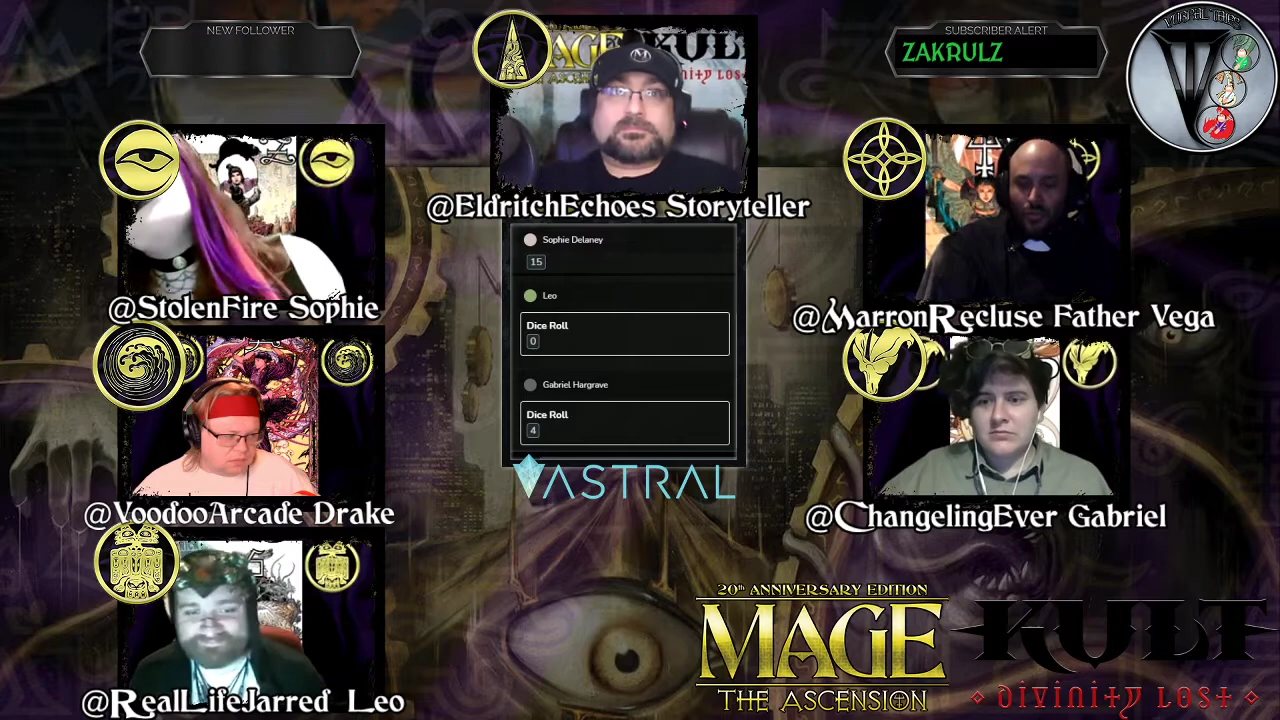 NEW FOLLOWER
SUBSCRIBER ALERT
ZAKRULZ
VORPAL TALES
@EldritchEchoes Storyteller
@StolenFire Sophie
@MarronRecluse Father Vega
Sophie Delaney
15
Leo
Dice Roll
0
Gabriel Hargrave
Dice Roll
4
ASTRAL
@VoodooArcade Drake
@ChangelingEver Gabriel
@RealLifeJarred Leo
20th ANNIVERSARY EDITION
MAGE
THE ASCENSION
KULT
DIVINITY LOST